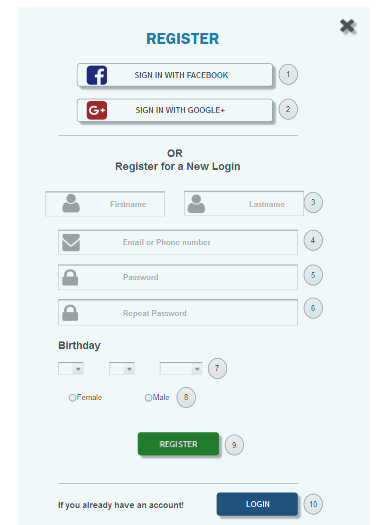 REGISTER
f SIGN IN WITH FACEBOOK 1
G+ SIGN IN WITH GOOGLE+ 2
OR
Register for a New Login
Firstname Lastname 3
Email or Phone number 4
Password 5
Repeat Password 6
Birthday
7
Female Male 8
REGISTER 9
If you already have an account! LOGIN 10